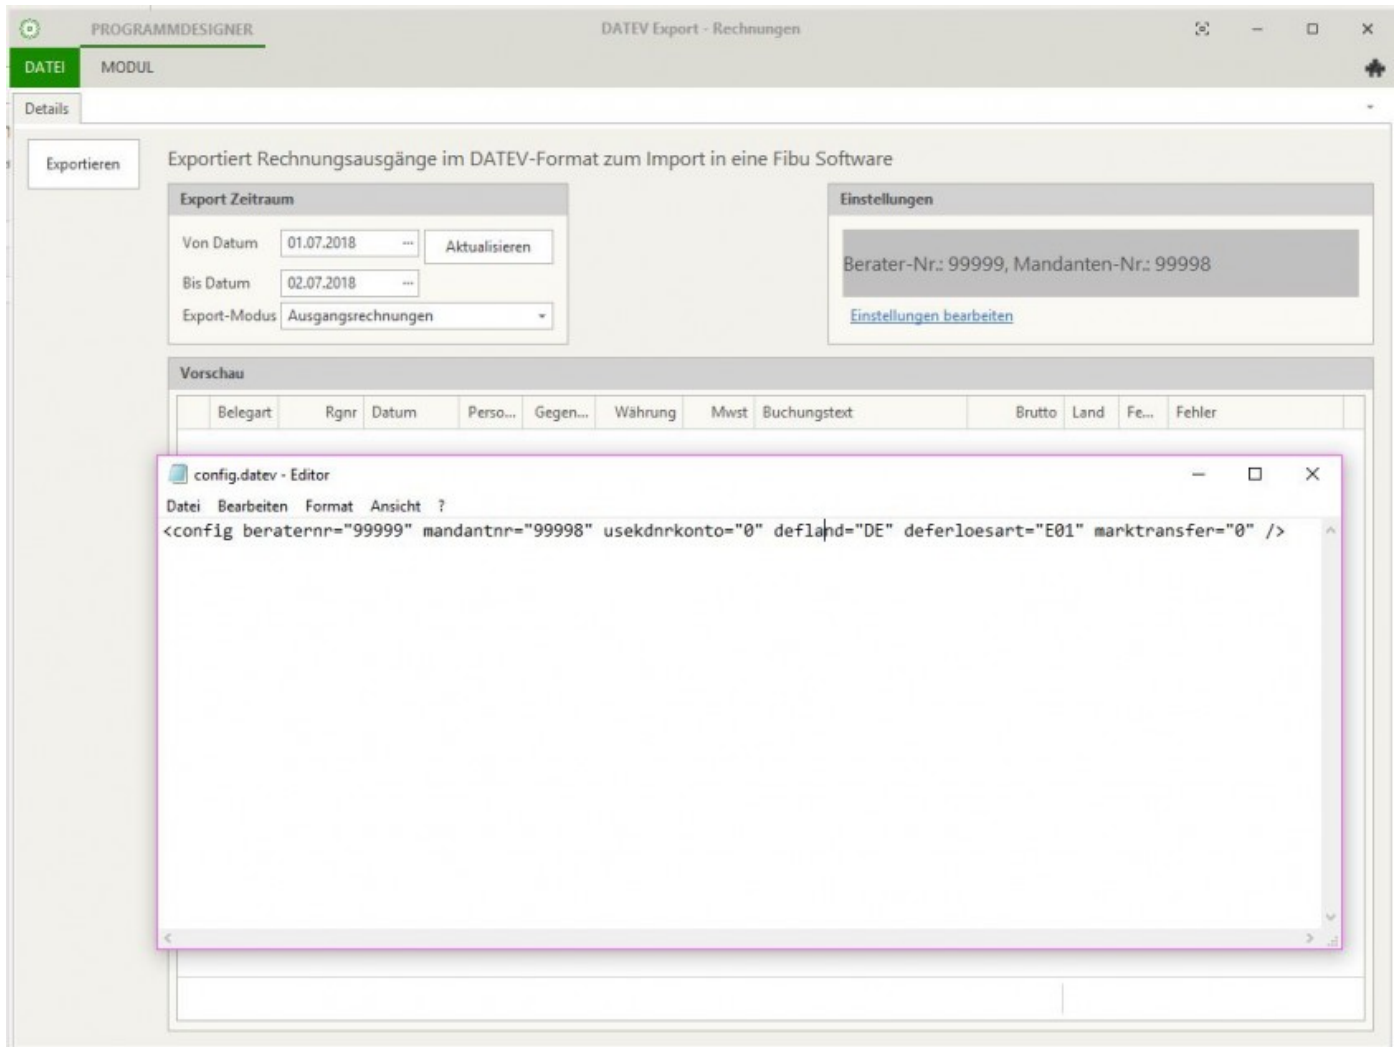 PROGRAMMDESIGNER DATEV Export - Rechnungen
DATEI MODUL
Details
Exportieren
Exportiert Rechnungsausgänge im DATEV-Format zum Import in eine Fibu Software
Export Zeitraum
Von Datum 01.07.2018 ... Aktualisieren
Bis Datum 02.07.2018 ...
Export-Modus Ausgangsrechnungen
Einstellungen
Berater-Nr.: 99999, Mandanten-Nr.: 99998
Einstellungen bearbeiten
Vorschau
Belegart Rgnr Datum Perso... Gegen... Währung Mwst Buchungstext Brutto Land Fe... Fehler
config.datev - Editor
Datei Bearbeiten Format Ansicht ?
<config beraternr="99999" mandantnr="99998" usekdnrkonto="0" defland="DE" deferloesart="E01" marktransfer="0" />